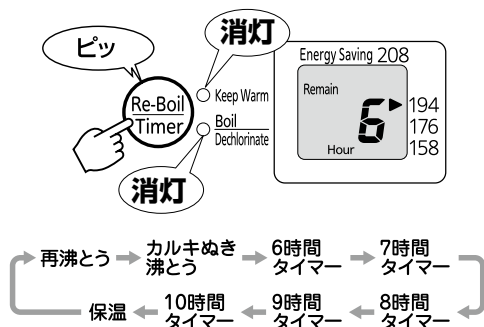 ピッ
消灯
Re-Boil
Timer
Keep Warm
Boil
Dechlorinate
消灯
Energy Saving 208
Remain
6
194
176
158
Hour
再沸とう
カルキぬき
沸とう
6時間
タイマー
7時間
タイマー
8時間
タイマー
9時間
タイマー
10時間
タイマー
保温